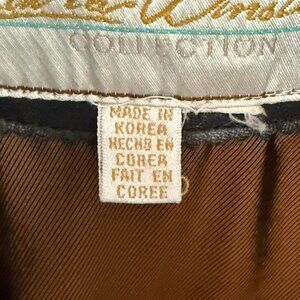 COLLECTION
MADE IN
KOREA
HECHO EN
COREA
FAIT EN
COREE